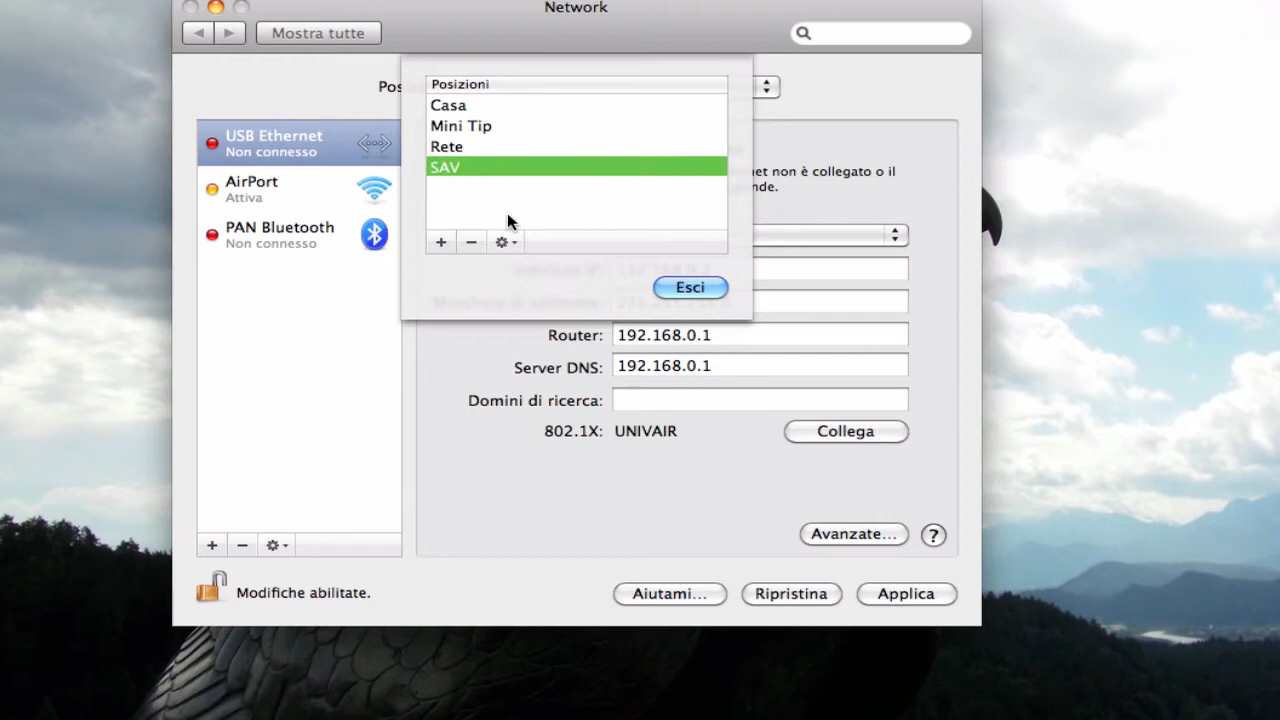 Network
Mostra tutte
Pos
Posizioni
Casa
Mini Tip
Rete
SAV
USB Ethernet
Non connesso
AirPort
Attiva
PAN Bluetooth
Non connesso
net non è collegato o il
de.
Esci
Router: 192.168.0.1
Server DNS: 192.168.0.1
Domini di ricerca:
802.1X: UNIVAIR Collega
Avanzate... ?
Modifiche abilitate.
Aiutami... Ripristina Applica